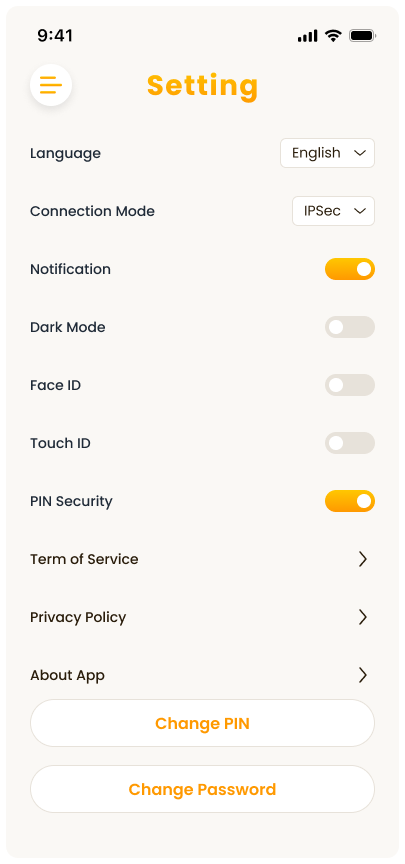 9:41
Setting
Language English
Connection Mode IPSec
Notification
Dark Mode
Face ID
Touch ID
PIN Security
Term of Service
Privacy Policy
About App
Change PIN
Change Password